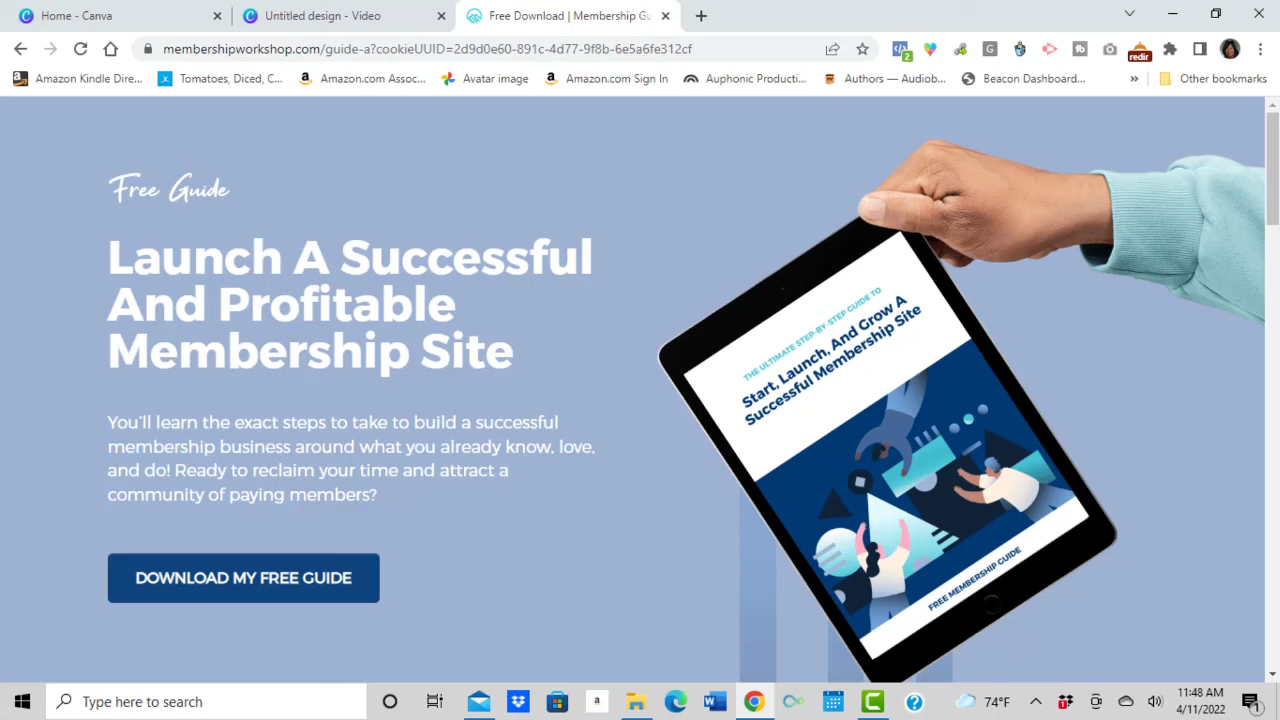 Home - Canva
Untitled design - Video
Free Download | Membership Gu
membershipworkshop.com/guide-a?cookieUUID=2d9d0e60-891c-4d77-9f8b-6e5a6fe312cf
G
2
redir
Amazon Kindle Dire...
Tomatoes, Diced, C...
Amazon.com Assoc...
Avatar image
Amazon.com Sign In
Auphonic Producti...
Authors — Audiob...
Beacon Dashboard...
»
Other bookmarks
Free Guide
Launch A Successful
And Profitable
Membership Site
You'll learn the exact steps to take to build a successful
membership business around what you already know, love,
and do! Ready to reclaim your time and attract a
community of paying members?
DOWNLOAD MY FREE GUIDE
THE ULTIMATE STEP-BY-STEP GUIDE TO
Start, Launch, And Grow A
Successful Membership Site
FREE MEMBERSHIP GUIDE
Type here to search
74°F
11:48 AM
4/11/2022
1